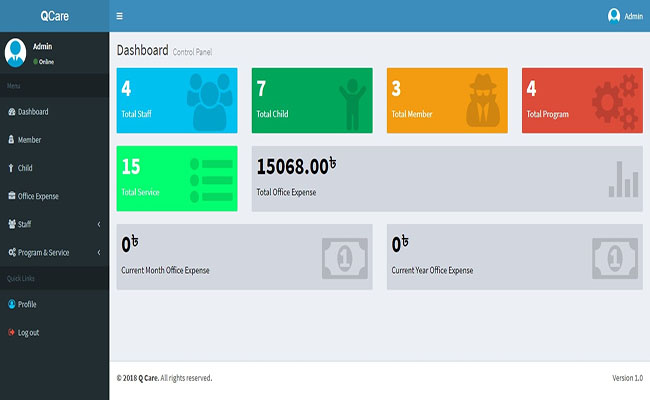 QCare
Admin
Admin
Online
Menu
Dashboard
Member
Child
Office Expense
Staff
Program & Service
Quick Links
Profile
Log out
Dashboard Control Panel
4
Total Staff
7
Total Child
3
Total Member
4
Total Program
15
Total Service
15068.00৳
Total Office Expense
0৳
Current Month Office Expense
1
0৳
Current Year Office Expense
1
© 2018 Q Care. All rights reserved.
Version 1.0